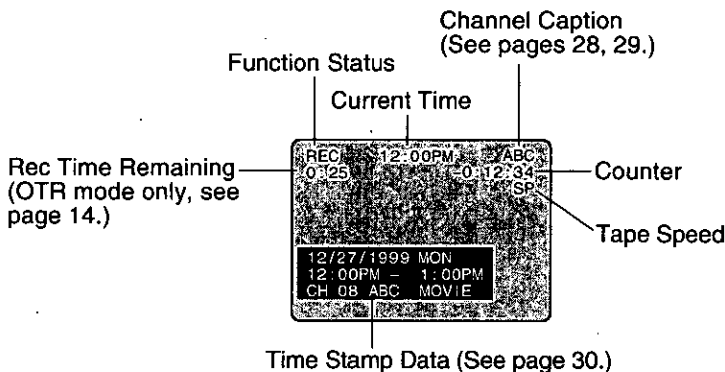 Channel Caption
(See pages 28, 29.)
Function Status
Current Time
Rec Time Remaining
(OTR mode only, see
page 14.)
REC 12:00PM ABC
0:25 -0:12:34
SP
Counter
Tape Speed
12/27/1999 MON
12:00PM – 1:00PM
CH 08 ABC MOVIE
Time Stamp Data (See page 30.)